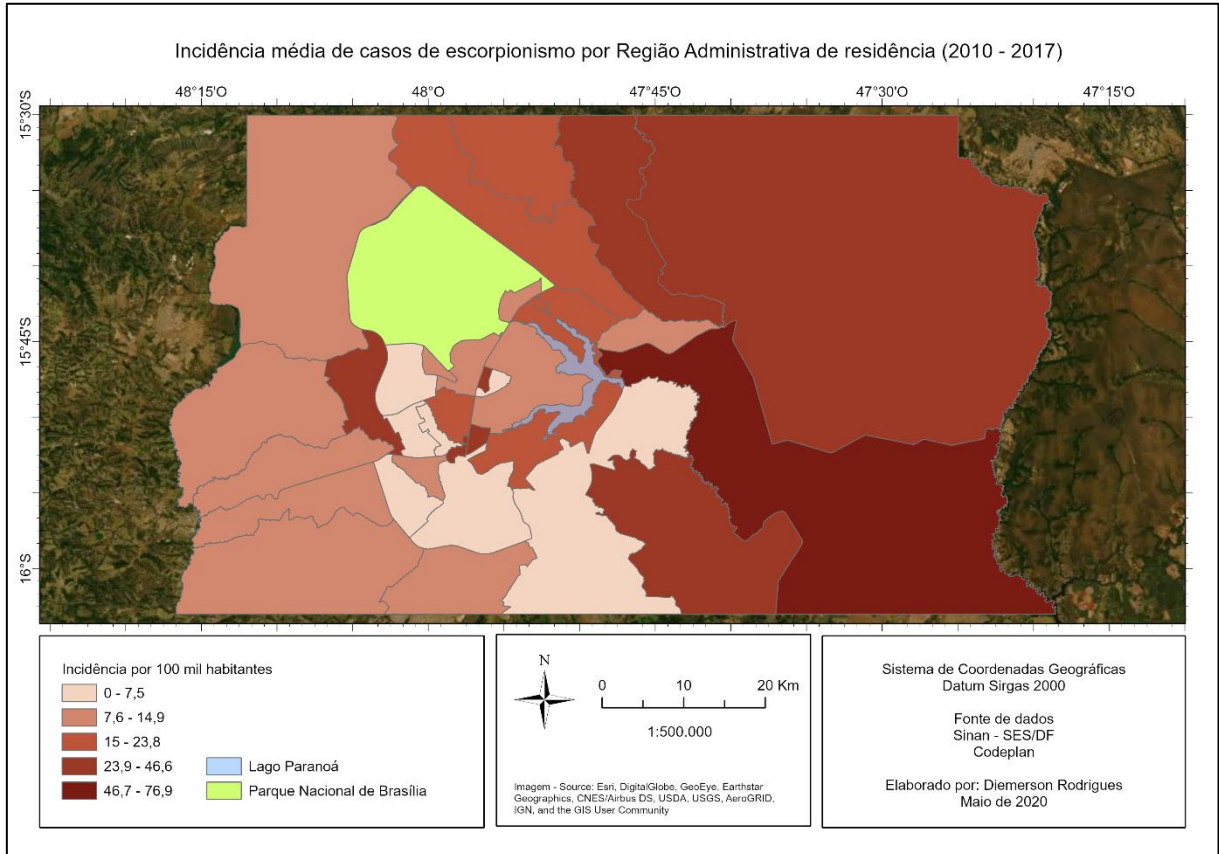 Incidência média de casos de escorpionismo por Região Administrativa de residência (2010 - 2017)
48°15'O
48°O
47°45'O
47°30'O
47°15'O
15°30'S
15°45'S
16°S
Incidência por 100 mil habitantes
0 - 7,5
7,6 - 14,9
15 - 23,8
23,9 - 46,6
46,7 - 76,9
Lago Paranoá
Parque Nacional de Brasília
N
0 10 20 Km
1:500.000
Imagem - Source: Esri, DigitalGlobe, GeoEye, Earthstar
Geographics, CNES/Airbus DS, USDA, USGS, AeroGRID,
IGN, and the GIS User Community
Sistema de Coordenadas Geográficas
Datum Sirgas 2000
Fonte de dados
Sinan - SES/DF
Codeplan
Elaborado por: Diemerson Rodrigues
Maio de 2020